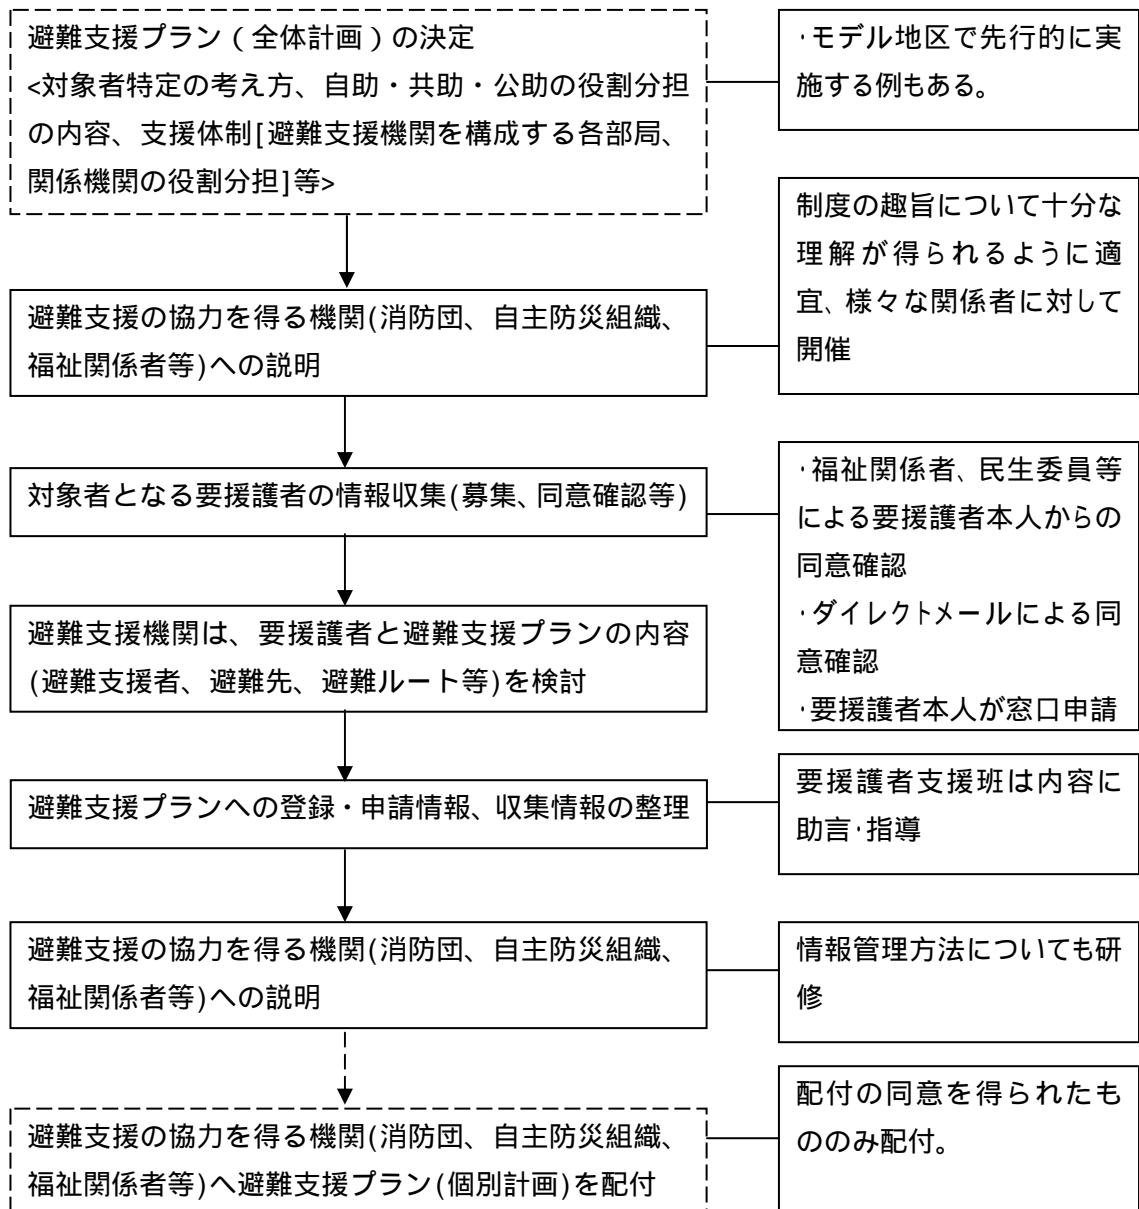 避難支援プラン(全体計画)の決定
<対象者特定の考え方、自助・共助・公助の役割分担
の内容、支援体制[避難支援機関を構成する各部局、
関係機関の役割分担]等>
・モデル地区で先行的に実
施する例もある。
避難支援の協力を得る機関(消防団、自主防災組織、
福祉関係者等)への説明
制度の趣旨について十分な
理解が得られるように適
宜、様々な関係者に対して
開催
対象者となる要援護者の情報収集(募集、同意確認等)
・福祉関係者、民生委員等
による要援護者本人からの
同意確認
・ダイレクトメールによる同
意確認
・要援護者本人が窓口申請
避難支援機関は、要援護者と避難支援プランの内容
(避難支援者、避難先、避難ルート等)を検討
避難支援プランへの登録・申請情報、収集情報の整理
要援護者支援班は内容に
助言・指導
避難支援の協力を得る機関(消防団、自主防災組織、
福祉関係者等)への説明
情報管理方法についても研
修
避難支援の協力を得る機関(消防団、自主防災組織、
福祉関係者等)へ避難支援プラン(個別計画)を配付
配付の同意を得られたも
ののみ配付。